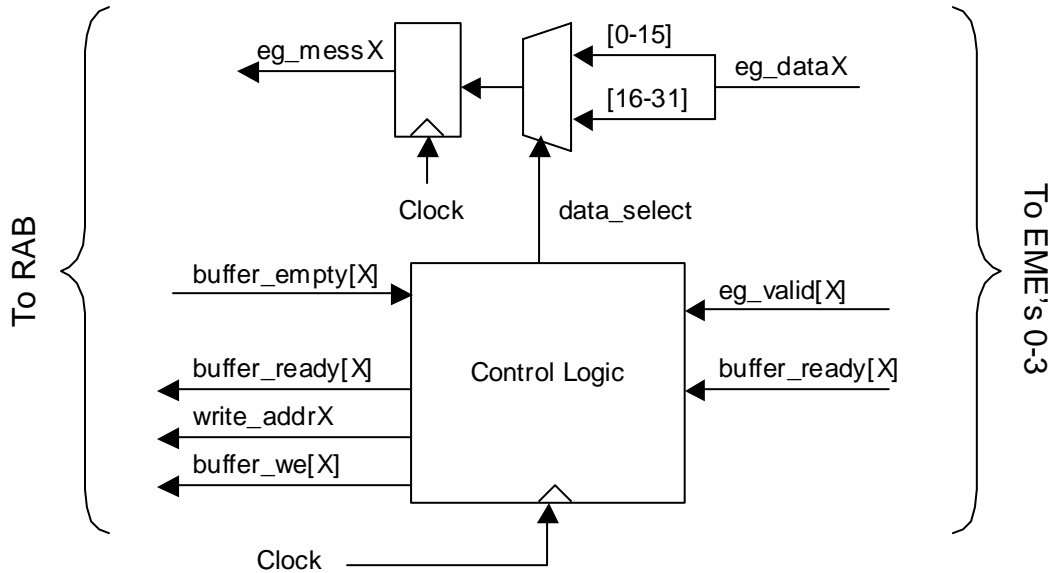 [0-15]
eg_messX
eg_dataX
[16-31]
Clock
data_select
To RAB
To EME's 0-3
buffer_empty[X]
eg_valid[X]
buffer_ready[X]
Control Logic
buffer_ready[X]
write_addrX
buffer_we[X]
Clock